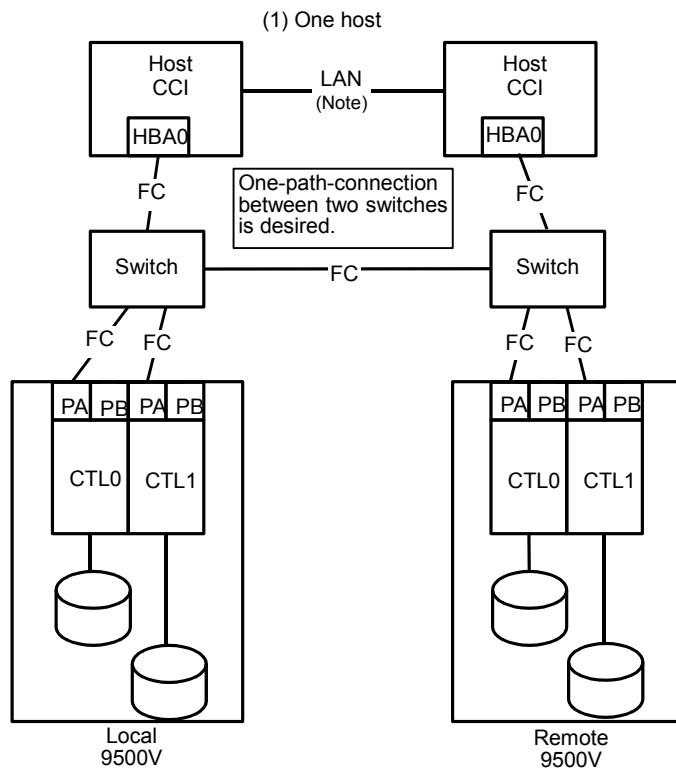 (1) One host
Host
CCI
HBA0
LAN
(Note)
Host
CCI
HBA0
FC
One-path-connection
between two switches
is desired.
FC
Switch
FC
Switch
FC
FC
FC
FC
PA
PB
PA
PB
PA
PB
PA
PB
CTL0
CTL1
CTL0
CTL1
Local
9500V
Remote
9500V